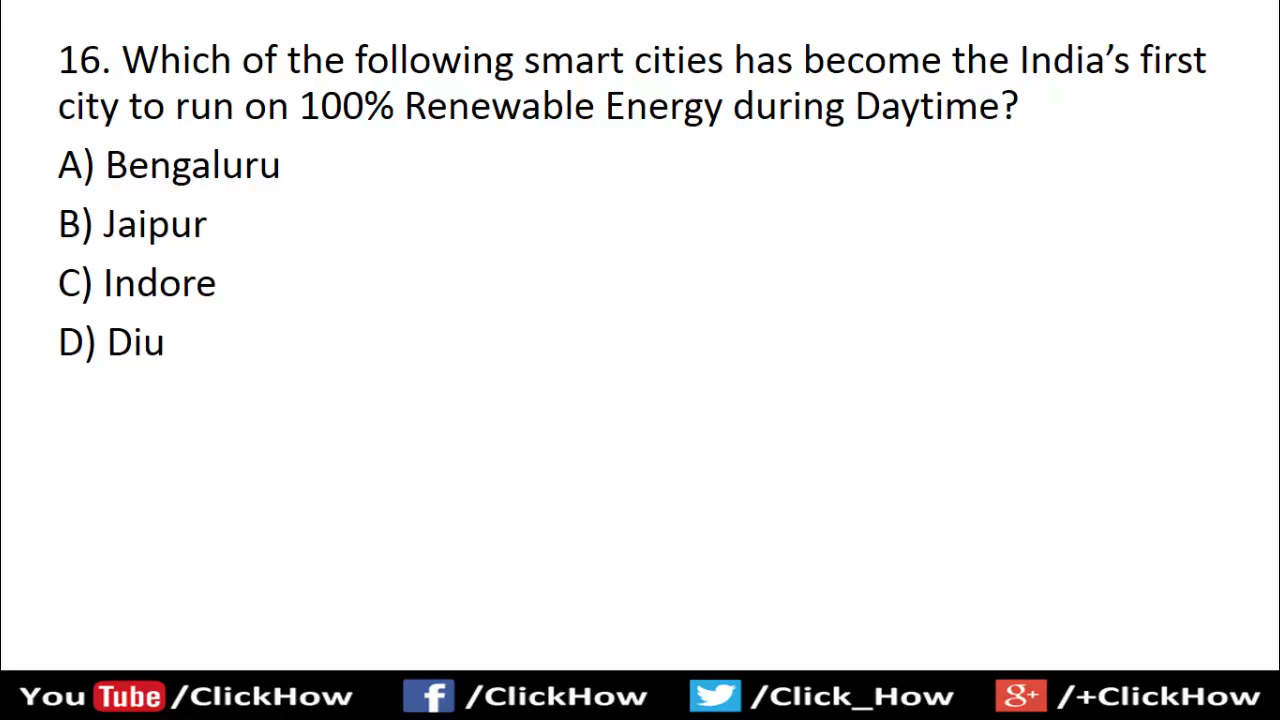 16. Which of the following smart cities has become the India’s first
city to run on 100% Renewable Energy during Daytime?
A) Bengaluru
B) Jaipur
C) Indore
D) Diu
You Tube /ClickHow f /ClickHow /Click_How g+ /+ClickHow